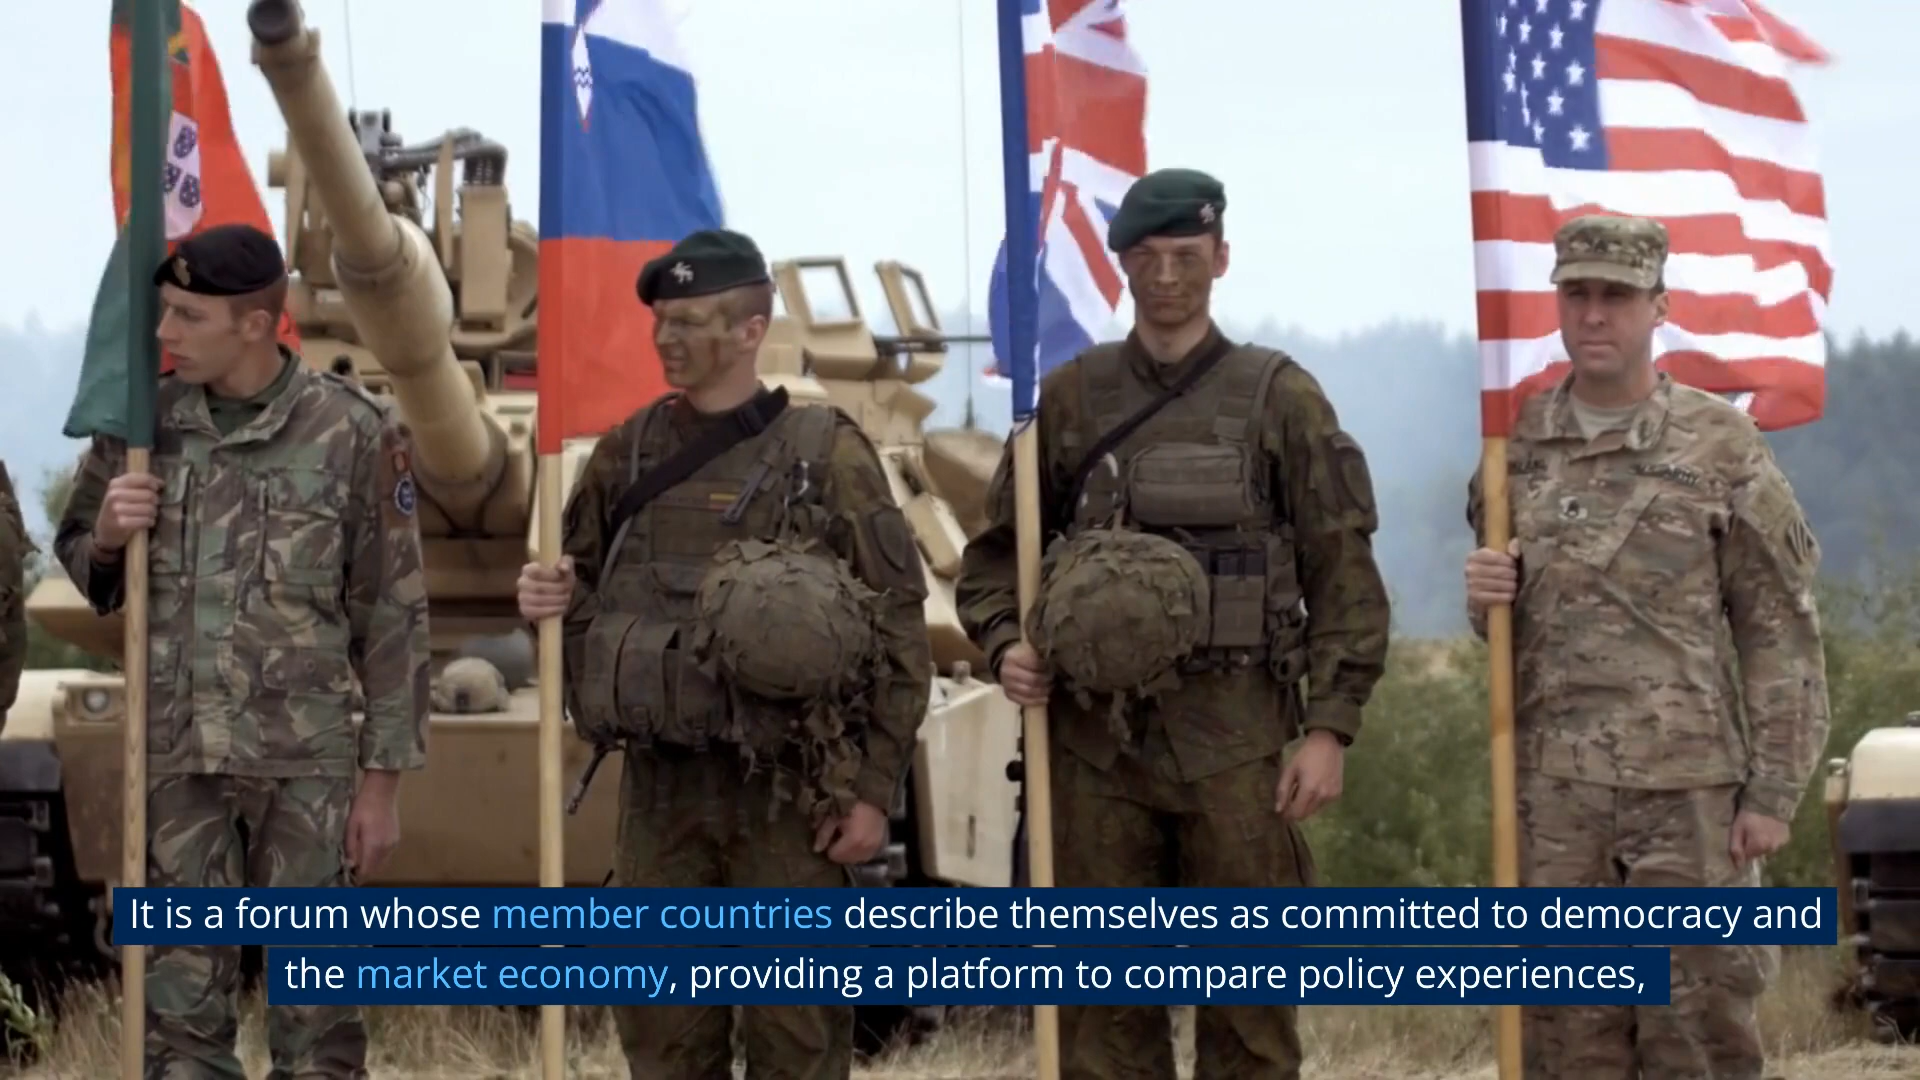 It is a forum whose member countries describe themselves as committed to democracy and
the market economy, providing a platform to compare policy experiences,